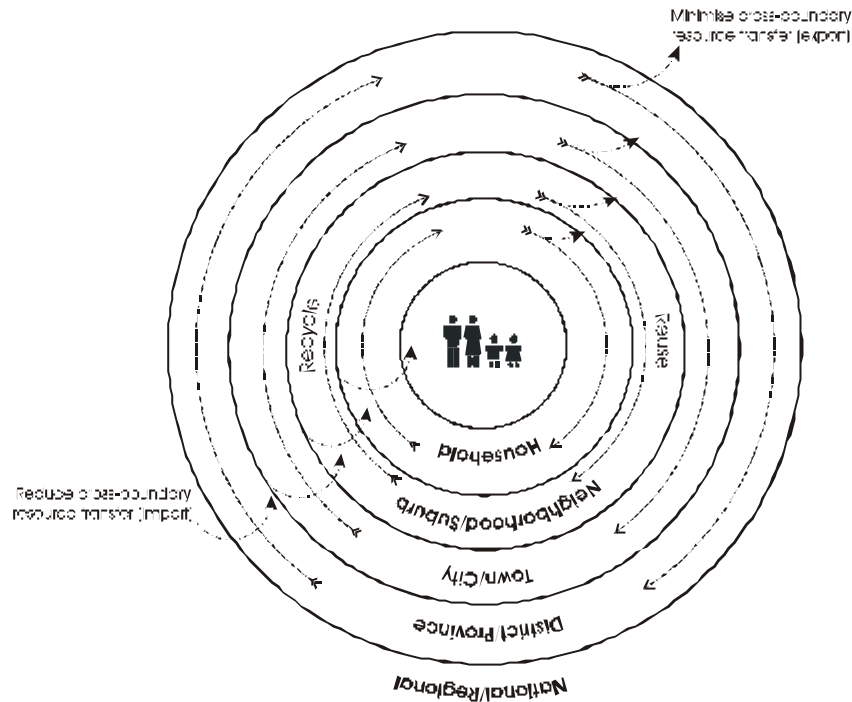 Minimise cross-boundary
resource transfer (export)
Recycle
Reuse
Household
Neighborhood/Suburb
Reduce cross-boundary
resource transfer (import)
Town/City
District/Province
National/Regional